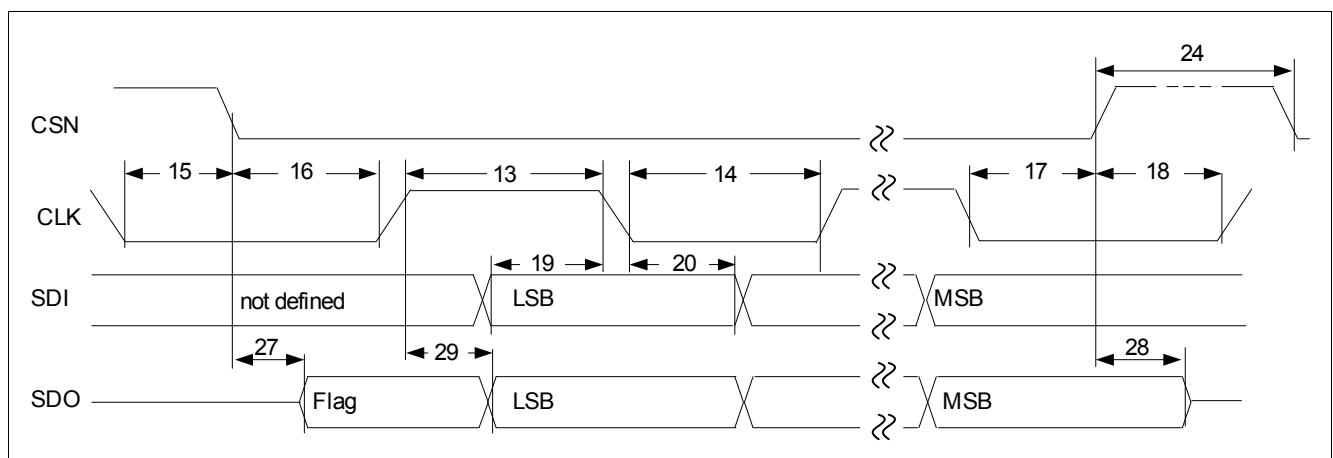 24
CSN
15 16 13 14 17 18
CLK
19 20
SDI not defined LSB MSB
27 29 28
SDO Flag LSB MSB